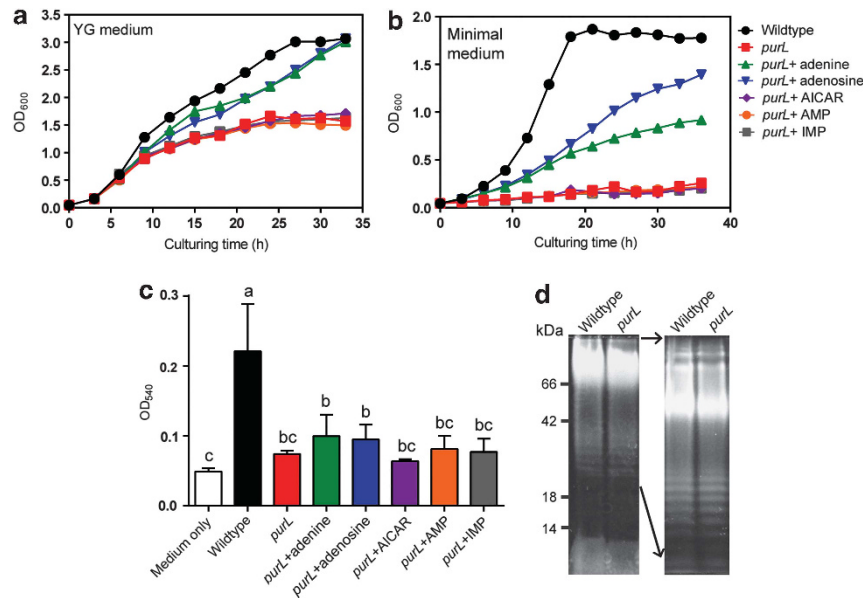 a
YG medium
OD600
3.5
3.0
2.5
2.0
1.5
1.0
0.5
0.0
0 5 10 15 20 25 30 35
Culturing time (h)
b
Minimal
medium
OD600
2.0
1.5
1.0
0.5
0.0
0 10 20 30 40
Culturing time (h)
Wildtype
purL
purL+ adenine
purL+ adenosine
purL+ AICAR
purL+ AMP
purL+ IMP
c
OD540
0.3
0.2
0.1
0.0
c a bc b b bc bc bc
Medium only
Wildtype
purL
purL+adenine
purL+adenosine
purL+AICAR
purL+AMP
purL+IMP
d
kDa
Wildtype
purL
Wildtype
purL
66
42
18
14